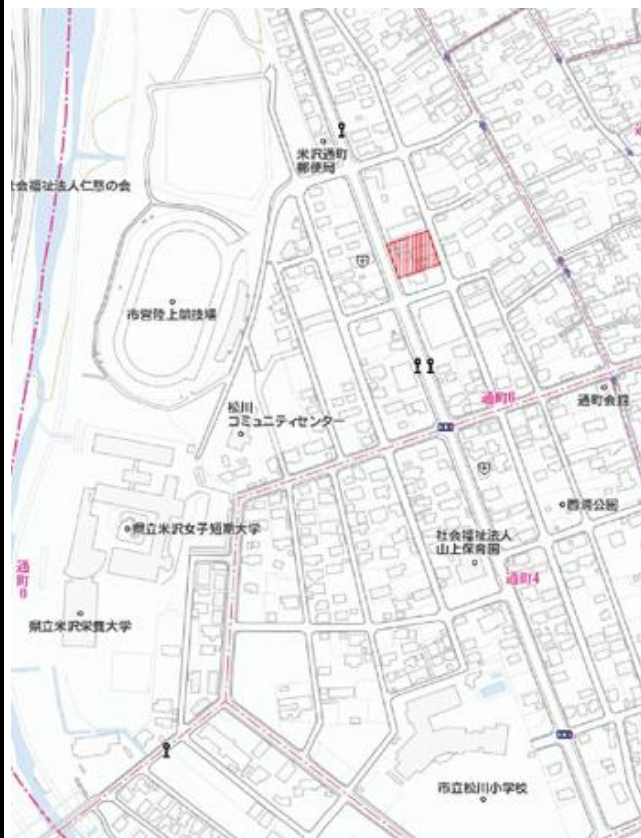 米沢通町
郵便局
社会福祉法人仁愿の会
市営陸上競技場
通町6
通町会館
松川
コミュニティセンター
西湧公園
県立米沢女子短期大学
社会福祉法人
山上保育園
通町4
通町8
県立米沢栄養大学
市立松川小学校